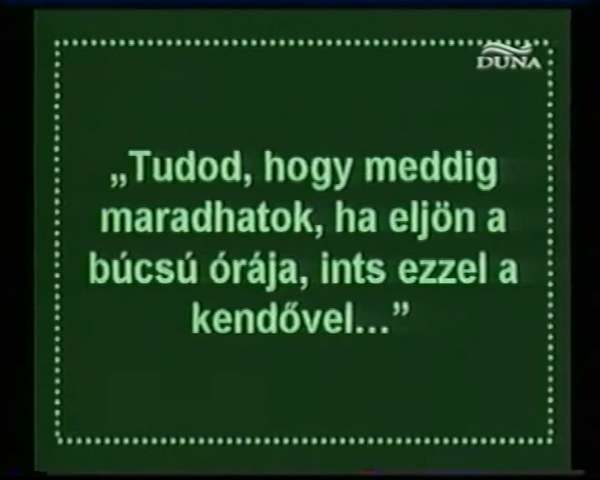 DUNA
„Tudod, hogy meddig
maradhatok, ha eljön a
búcsú órája, ints ezzel a
kendővel...”